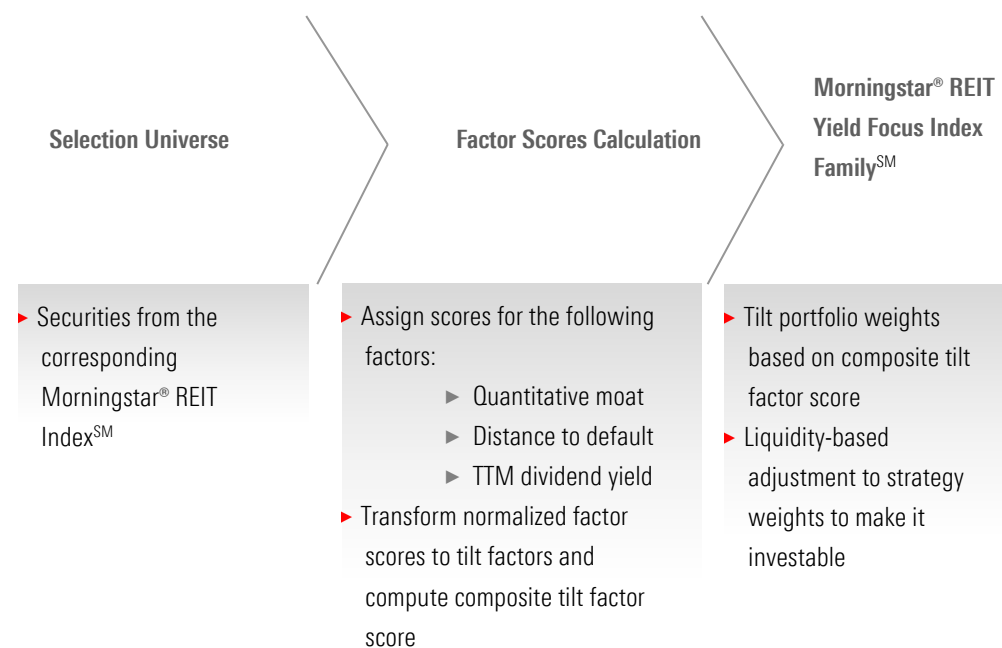 Selection Universe
Factor Scores Calculation
Morningstar® REIT
Yield Focus Index
Family℠
► Securities from the
corresponding
Morningstar® REIT
Index℠
► Assign scores for the following
factors:
► Quantitative moat
► Distance to default
► TTM dividend yield
► Transform normalized factor
scores to tilt factors and
compute composite tilt factor
score
► Tilt portfolio weights
based on composite tilt
factor score
► Liquidity-based
adjustment to strategy
weights to make it
investable